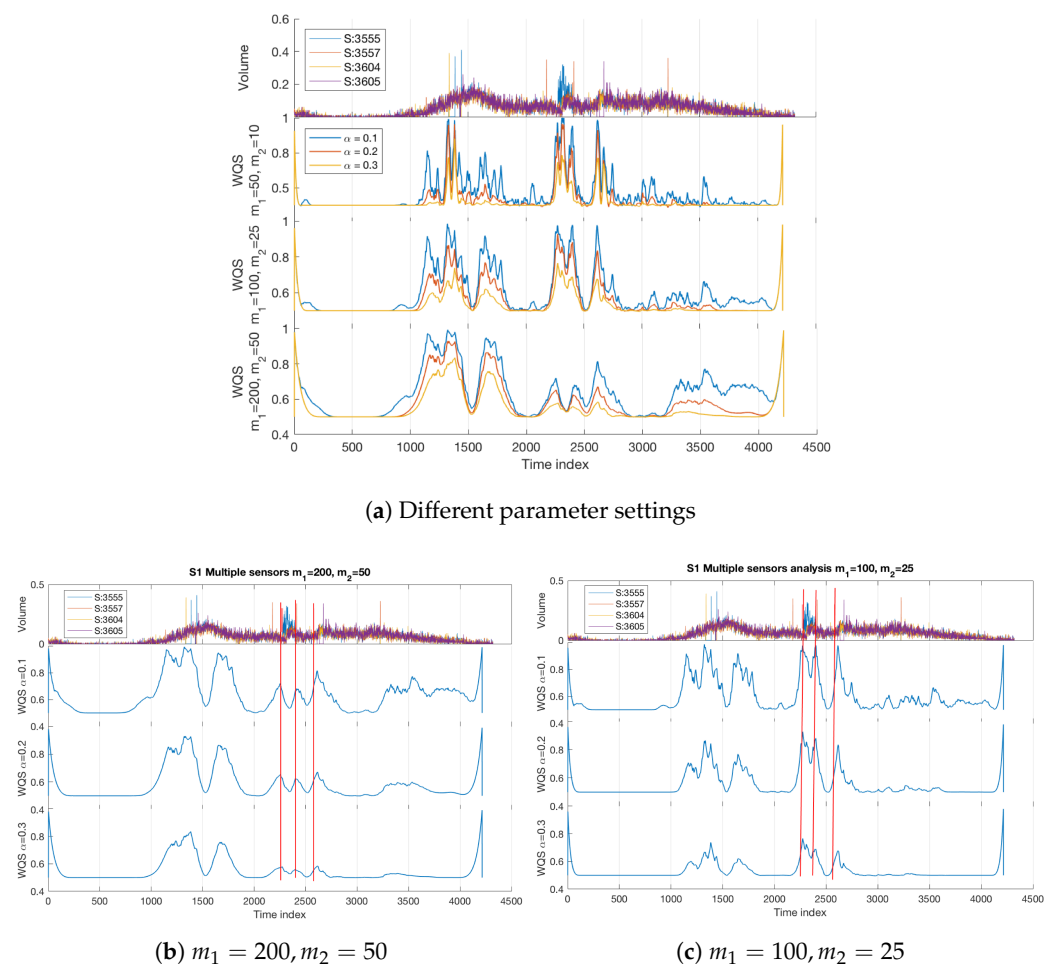 0.6
0.4
0.2
0
Volume
S:3555
S:3557
S:3604
S:3605
1
0.8
0.5
WQS
m1=50, m2=10
α = 0.1
α = 0.2
α = 0.3
1
0.8
0.6
WQS
m1=100, m2=25
1
0.8
0.6
0.4
WQS
m1=200, m2=50
0 500 1000 1500 2000 2500 3000 3500 4000 4500
Time index
(a) Different parameter settings
S1 Multiple sensors m1=200, m2=50
0.5
0
Volume
S:3555
S:3557
S:3604
S:3605
0.8
0.6
WQS α=0.1
0.4
0.8
0.6
WQS α=0.2
0.4
0.8
0.6
0.4
WQS α=0.3
0 500 1000 1500 2000 2500 3000 3500 4000 4500
Time index
(b) m1 = 200, m2 = 50
S1 Multiple sensors analysis m1=100, m2=25
0.5
0
Volume
S:3555
S:3557
S:3604
S:3605
0.8
0.6
WQS α=0.1
0.4
0.8
0.6
WQS α=0.2
0.4
0.8
0.6
0.4
WQS α=0.3
0 500 1000 1500 2000 2500 3000 3500 4000 4500
Time index
(c) m1 = 100, m2 = 25